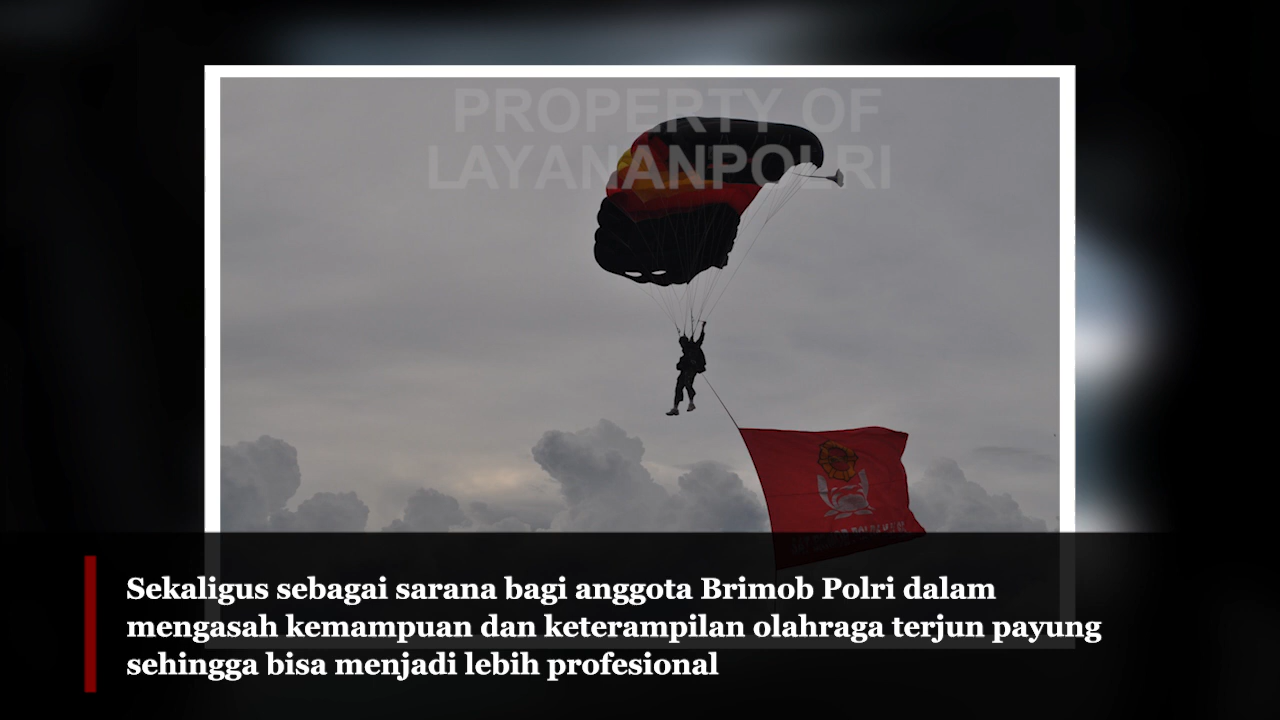 PROPERTY OF
LAYANANPOLRI
Sekaligus sebagai sarana bagi anggota Brimob Polri dalam
mengasah kemampuan dan keterampilan olahraga terjun payung
sehingga bisa menjadi lebih profesional